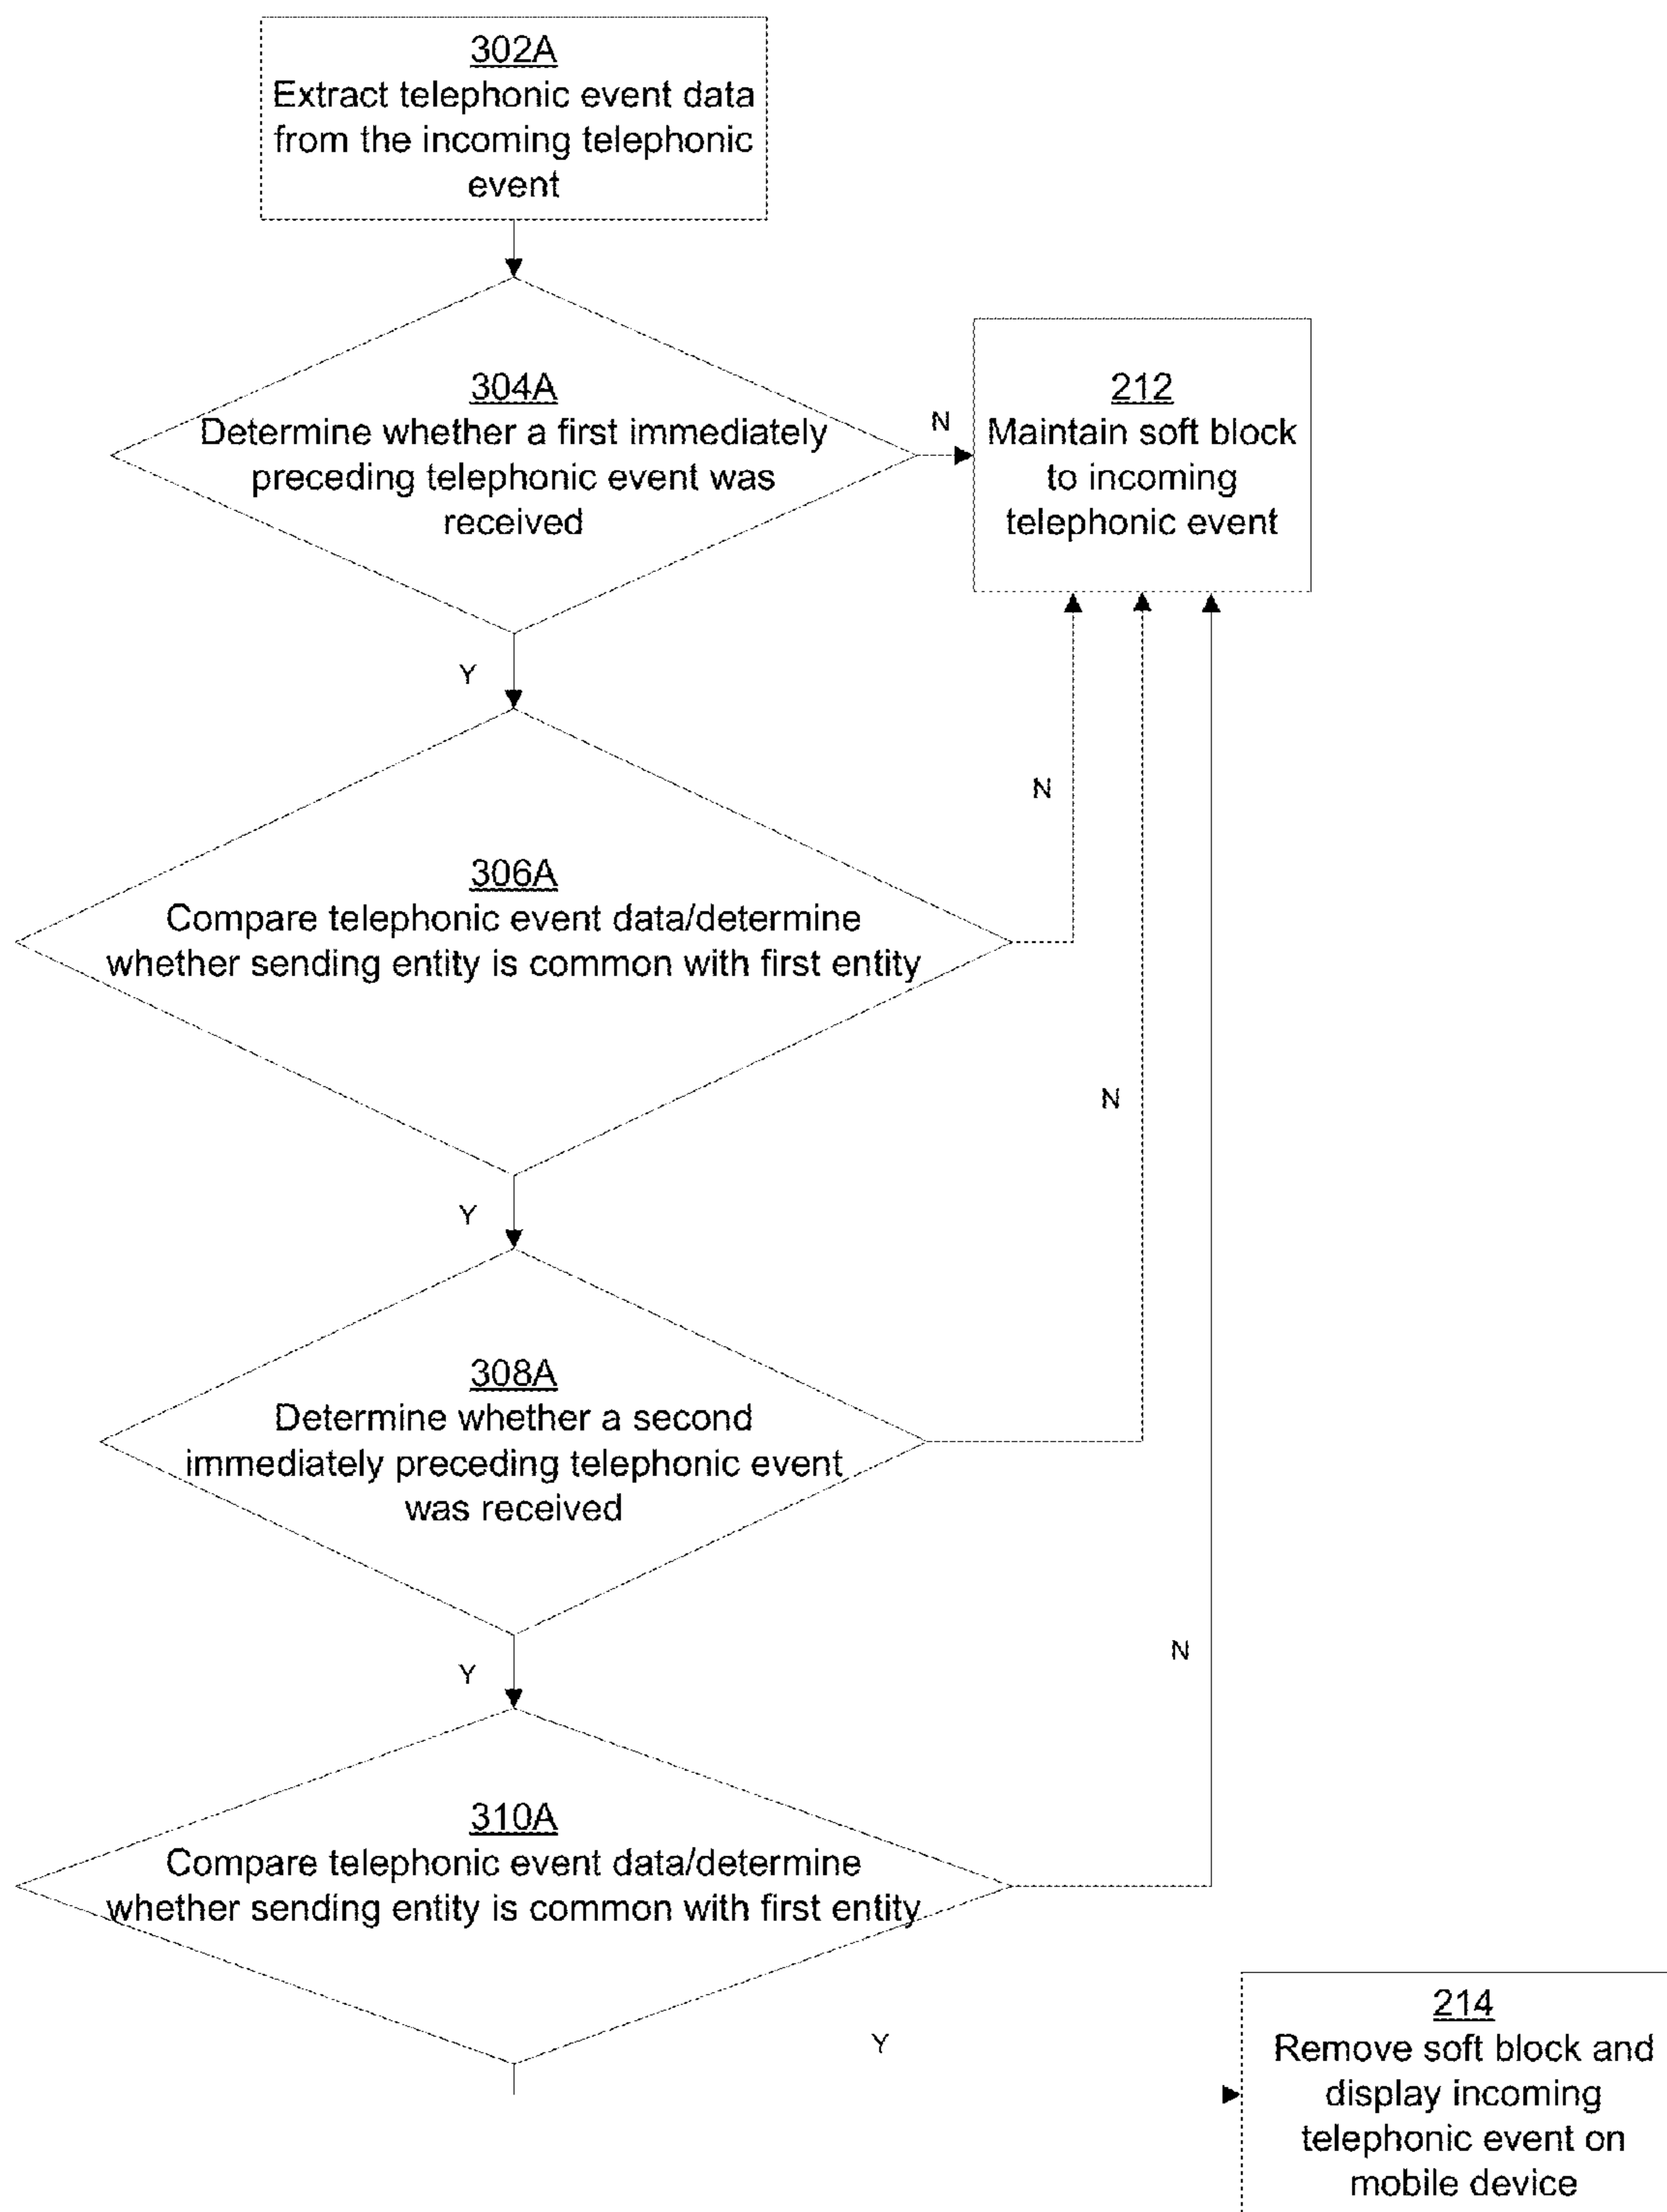 302A
Extract telephonic event data
from the incoming telephonic
event
304A
Determine whether a first immediately
preceding telephonic event was
received
N
212
Maintain soft block
to incoming
telephonic event
Y
N
306A
Compare telephonic event data/determine
whether sending entity is common with first entity
N
Y
308A
Determine whether a second
immediately preceding telephonic event
was received
N
Y
310A
Compare telephonic event data/determine
whether sending entity is common with first entity
Y
214
Remove soft block and
display incoming
telephonic event on
mobile device